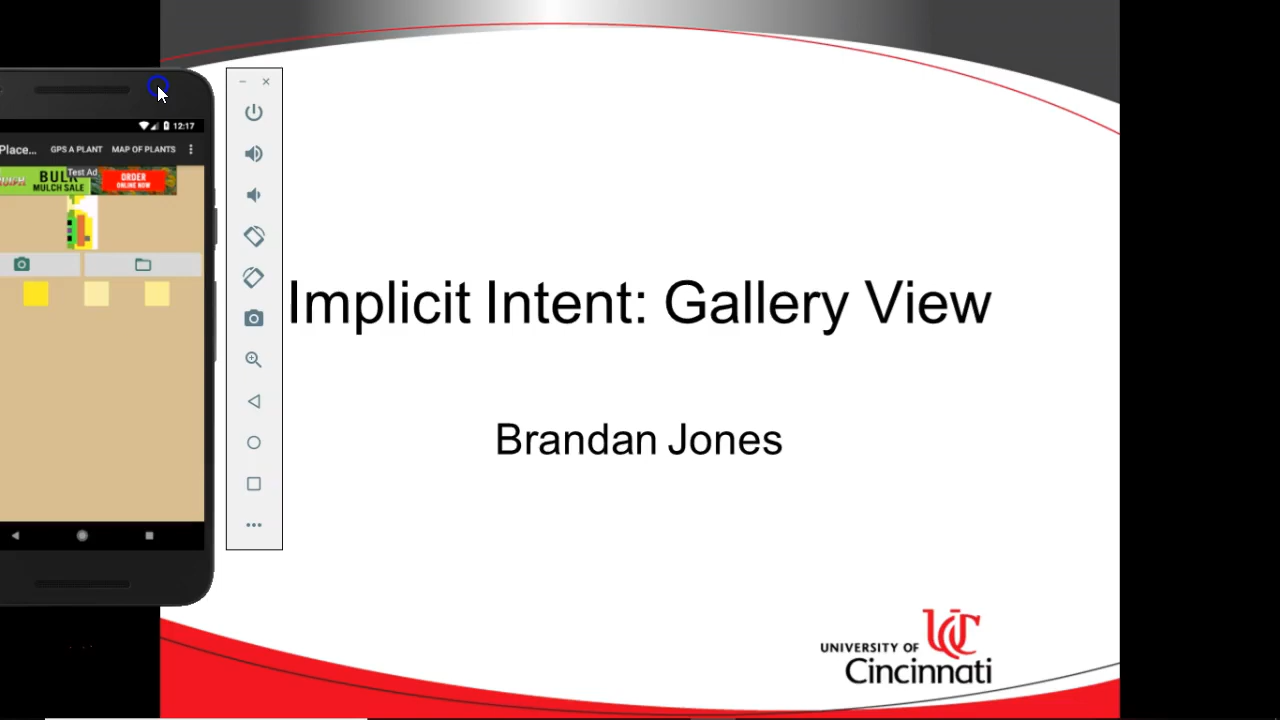 12:17
Place... GPS A PLANT MAP OF PLANTS
Test Ad
BULK
MULCH SALE
ORDER
ONLINE NOW
Implicit Intent: Gallery View
Brandan Jones
UNIVERSITY OF
Cincinnati